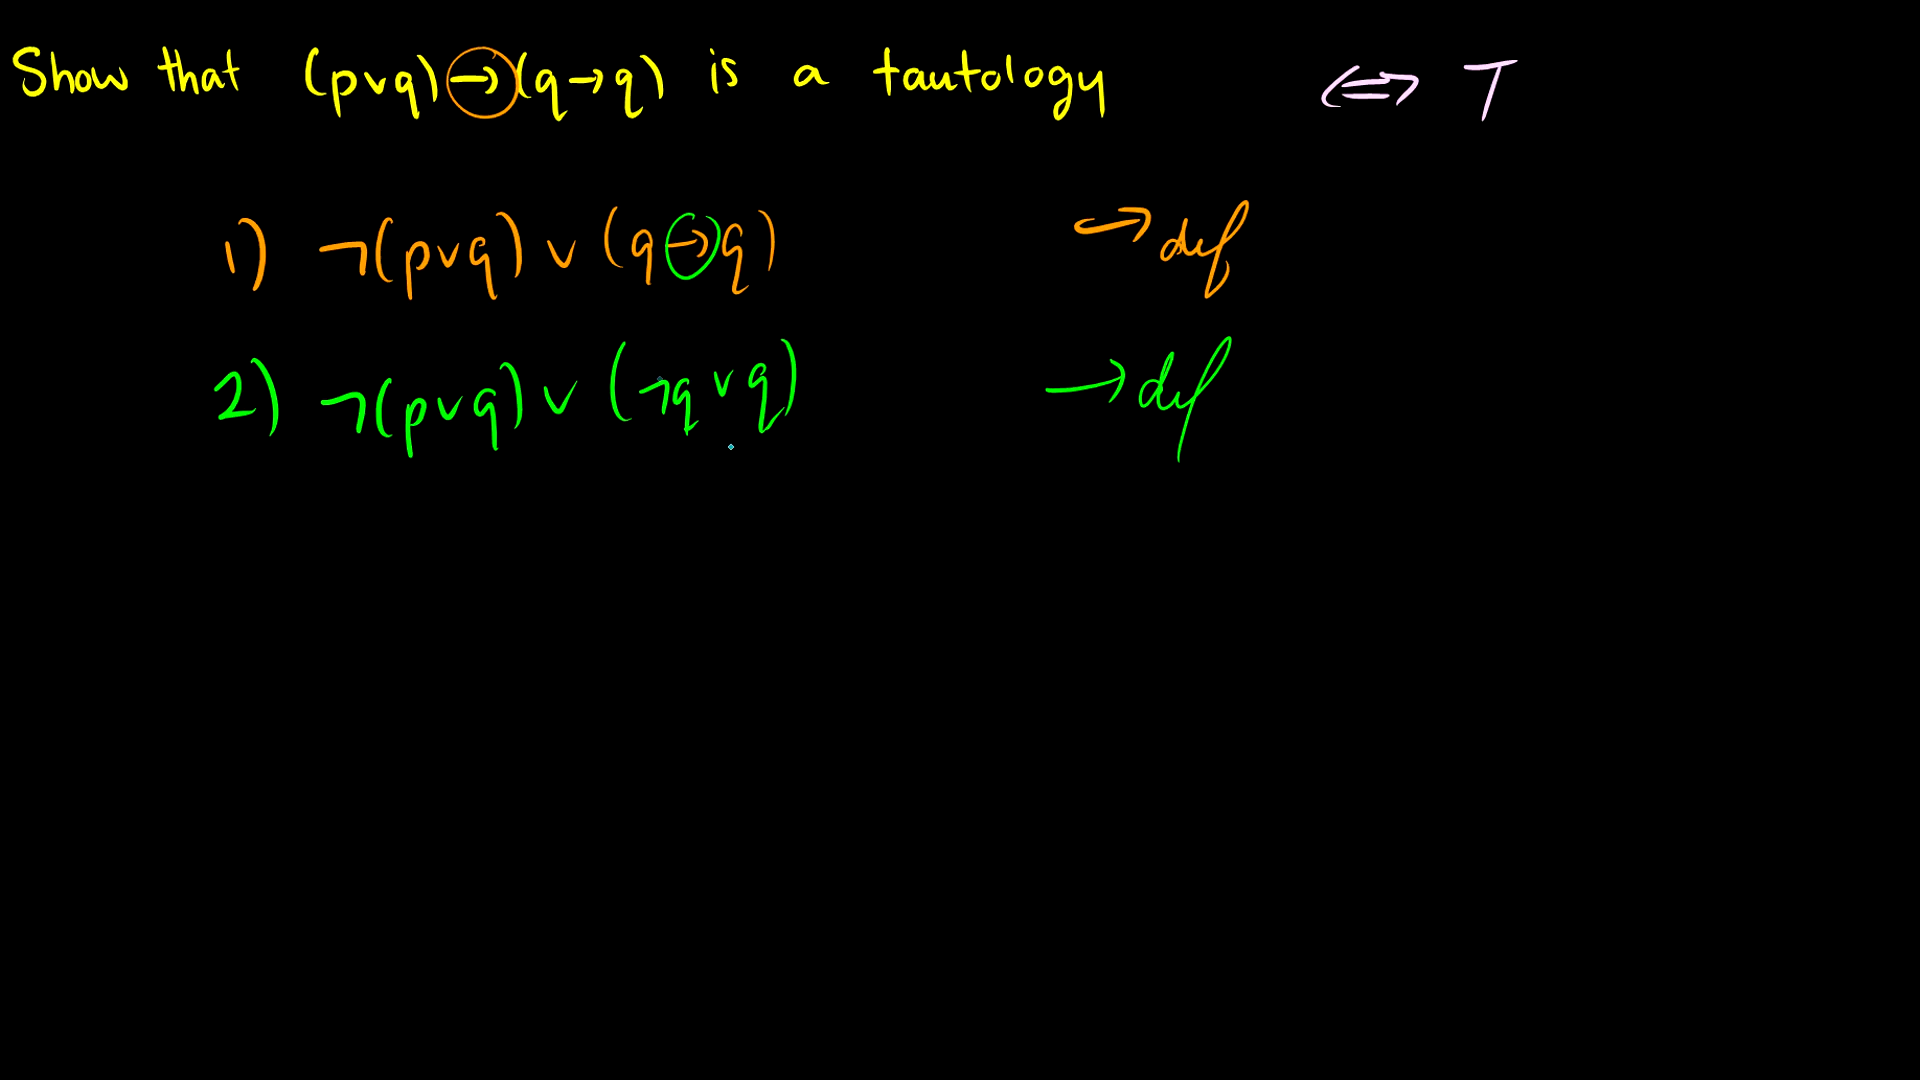 Show that (p∨q)→(q→q) is a tautology ⇔ T
1) ¬(p∨q) ∨ (q→q) → def
2) ¬(p∨q) ∨ (¬q∨q) → def